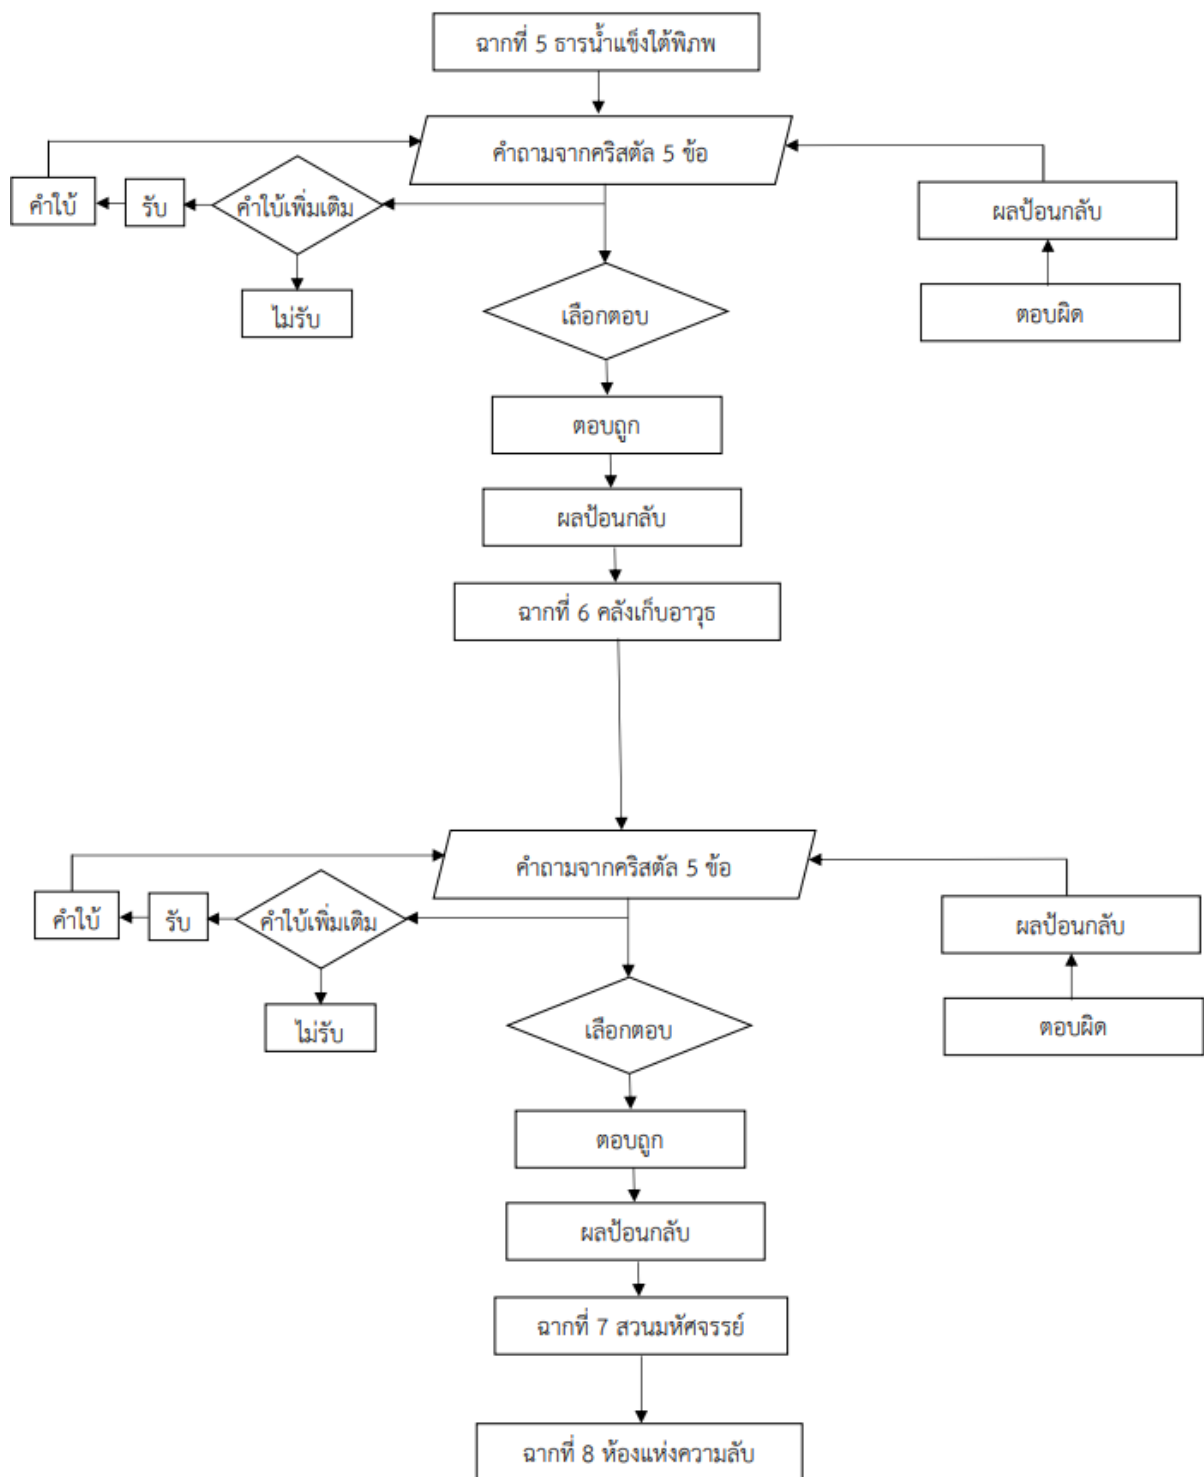 ฉากที่ 5 ธารน้ำแข็งใต้พิภพ
คำถามจากคริสตัล 5 ข้อ
คำใบ้
รับ
คำใบ้เพิ่มเติม
ผลป้อนกลับ
ไม่รับ
เลือกตอบ
ตอบผิด
ตอบถูก
ผลป้อนกลับ
ฉากที่ 6 คลังเก็บอาวุธ
คำถามจากคริสตัล 5 ข้อ
คำใบ้
รับ
คำใบ้เพิ่มเติม
ผลป้อนกลับ
ไม่รับ
เลือกตอบ
ตอบผิด
ตอบถูก
ผลป้อนกลับ
ฉากที่ 7 สวนมหัศจรรย์
ฉากที่ 8 ห้องแห่งความลับ